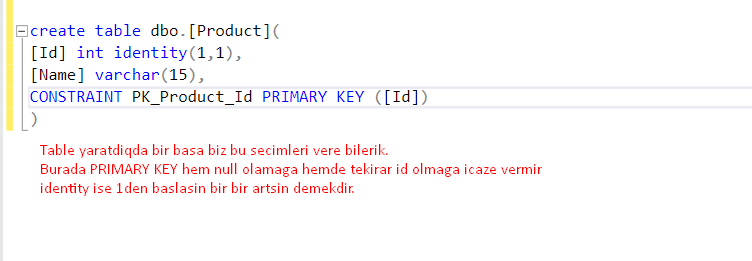 create table dbo.[Product](
[Id] int identity(1,1),
[Name] varchar(15),
CONSTRAINT PK_Product_Id PRIMARY KEY ([Id])
)
Table yaratdiqda bir basa biz bu secimleri vere bilerik.
Burada PRIMARY KEY hem null olamaga hemde tekirar id olmaga icaze vermir
identity ise 1den baslasin bir bir artsin demekdir.